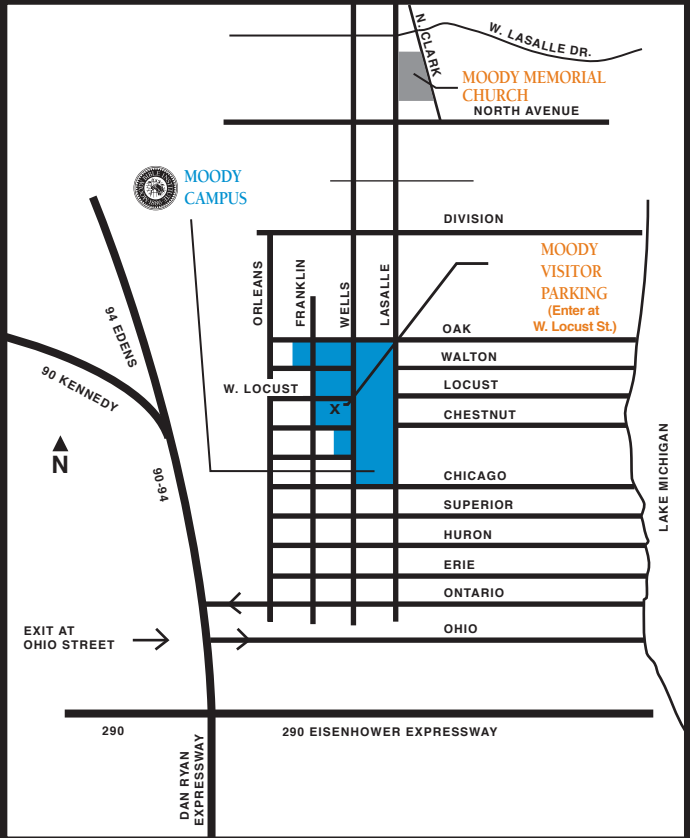 N. CLARK
W. LASALLE DR.
MOODY MEMORIAL
CHURCH
NORTH AVENUE
MOODY
CAMPUS
DIVISION
ORLEANS
FRANKLIN
WELLS
LASALLE
MOODY
VISITOR
PARKING
(Enter at
W. Locust St.)
OAK
94 EDENS
WALTON
90 KENNEDY
W. LOCUST
LOCUST
X
CHESTNUT
N
90-94
CHICAGO
LAKE MICHIGAN
SUPERIOR
HURON
ERIE
ONTARIO
EXIT AT
OHIO STREET
OHIO
290
290 EISENHOWER EXPRESSWAY
DAN RYAN
EXPRESSWAY